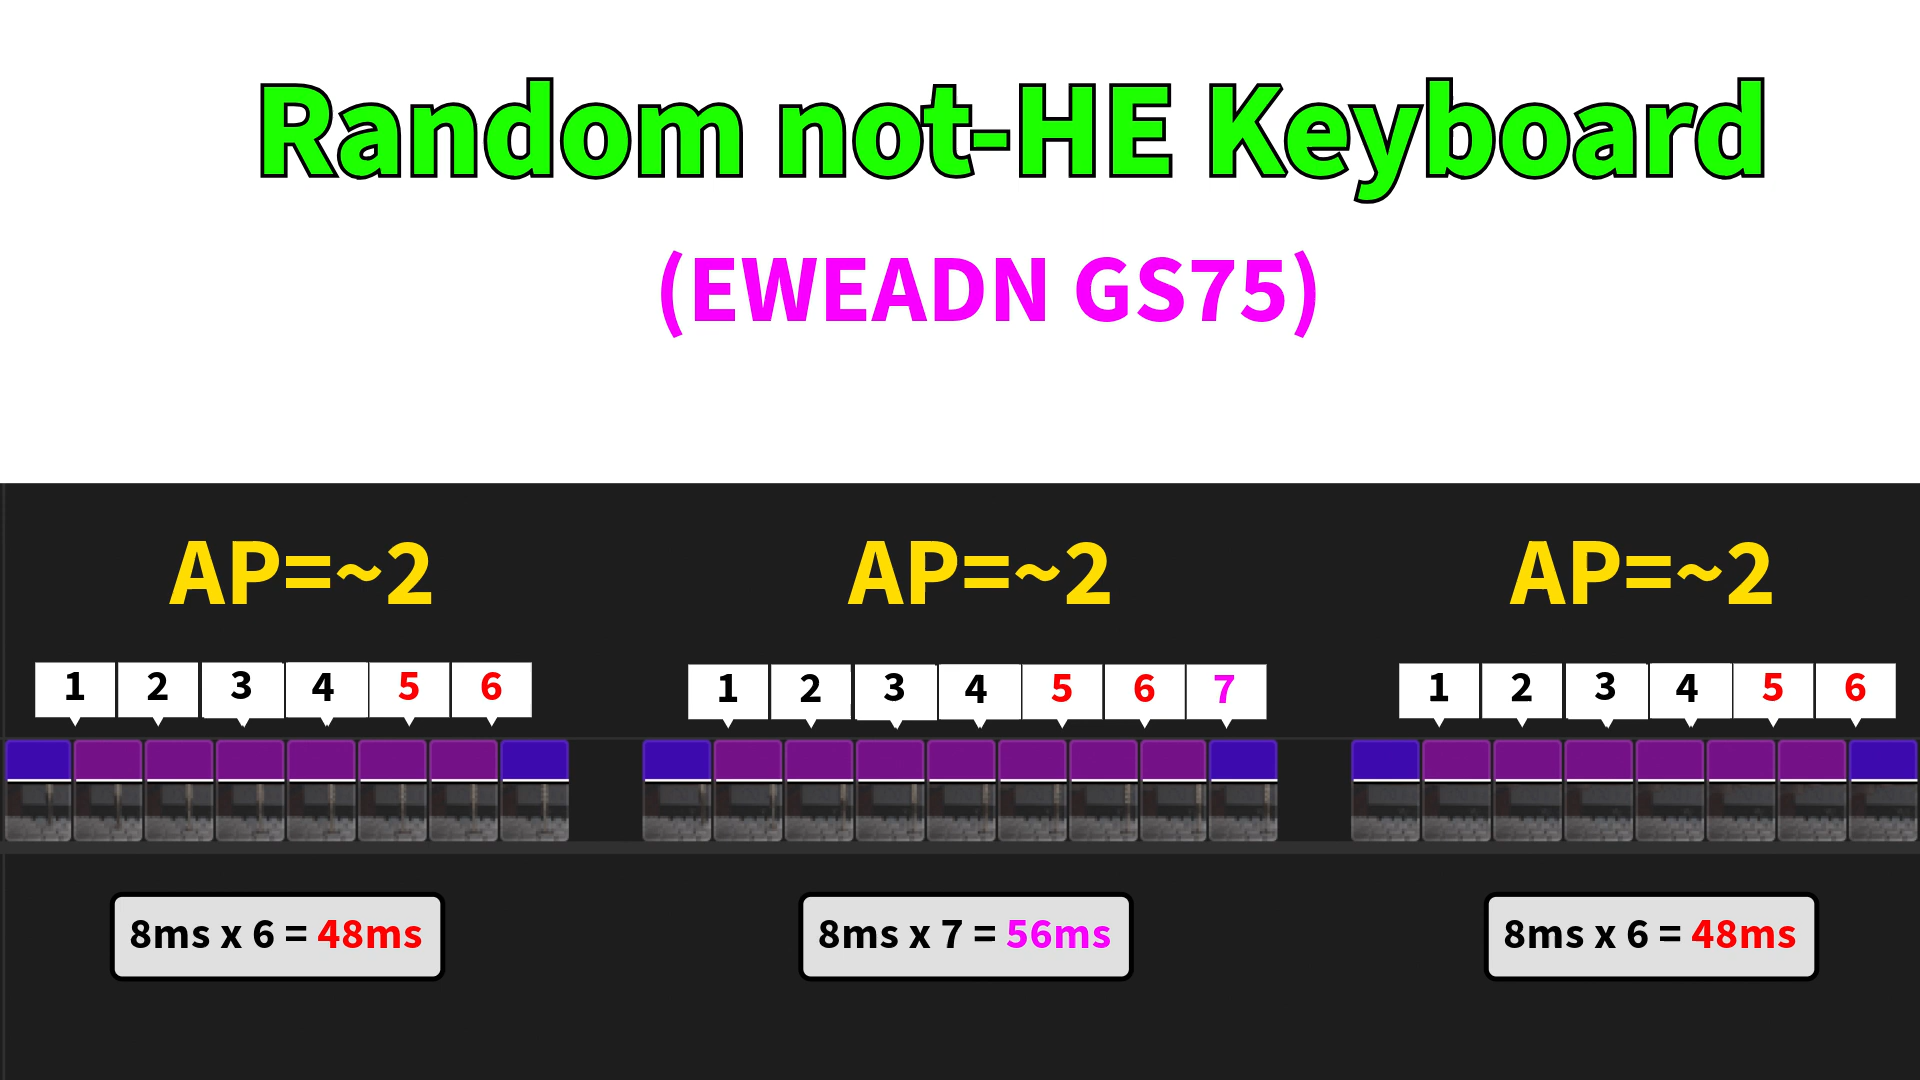 Random not-HE Keyboard
(EWEADN GS75)
AP=~2 AP=~2 AP=~2
1 2 3 4 5 6 1 2 3 4 5 6 7 1 2 3 4 5 6
8ms x 6 = 48ms 8ms x 7 = 56ms 8ms x 6 = 48ms